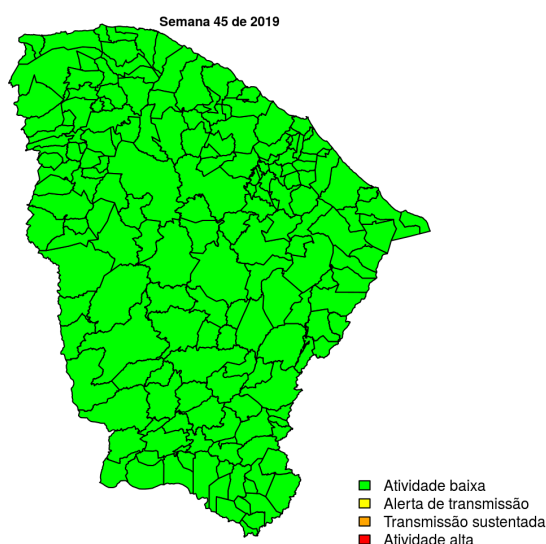 Semana 45 de 2019
Atividade baixa
Alerta de transmissão
Transmissão sustentada
Atividade alta